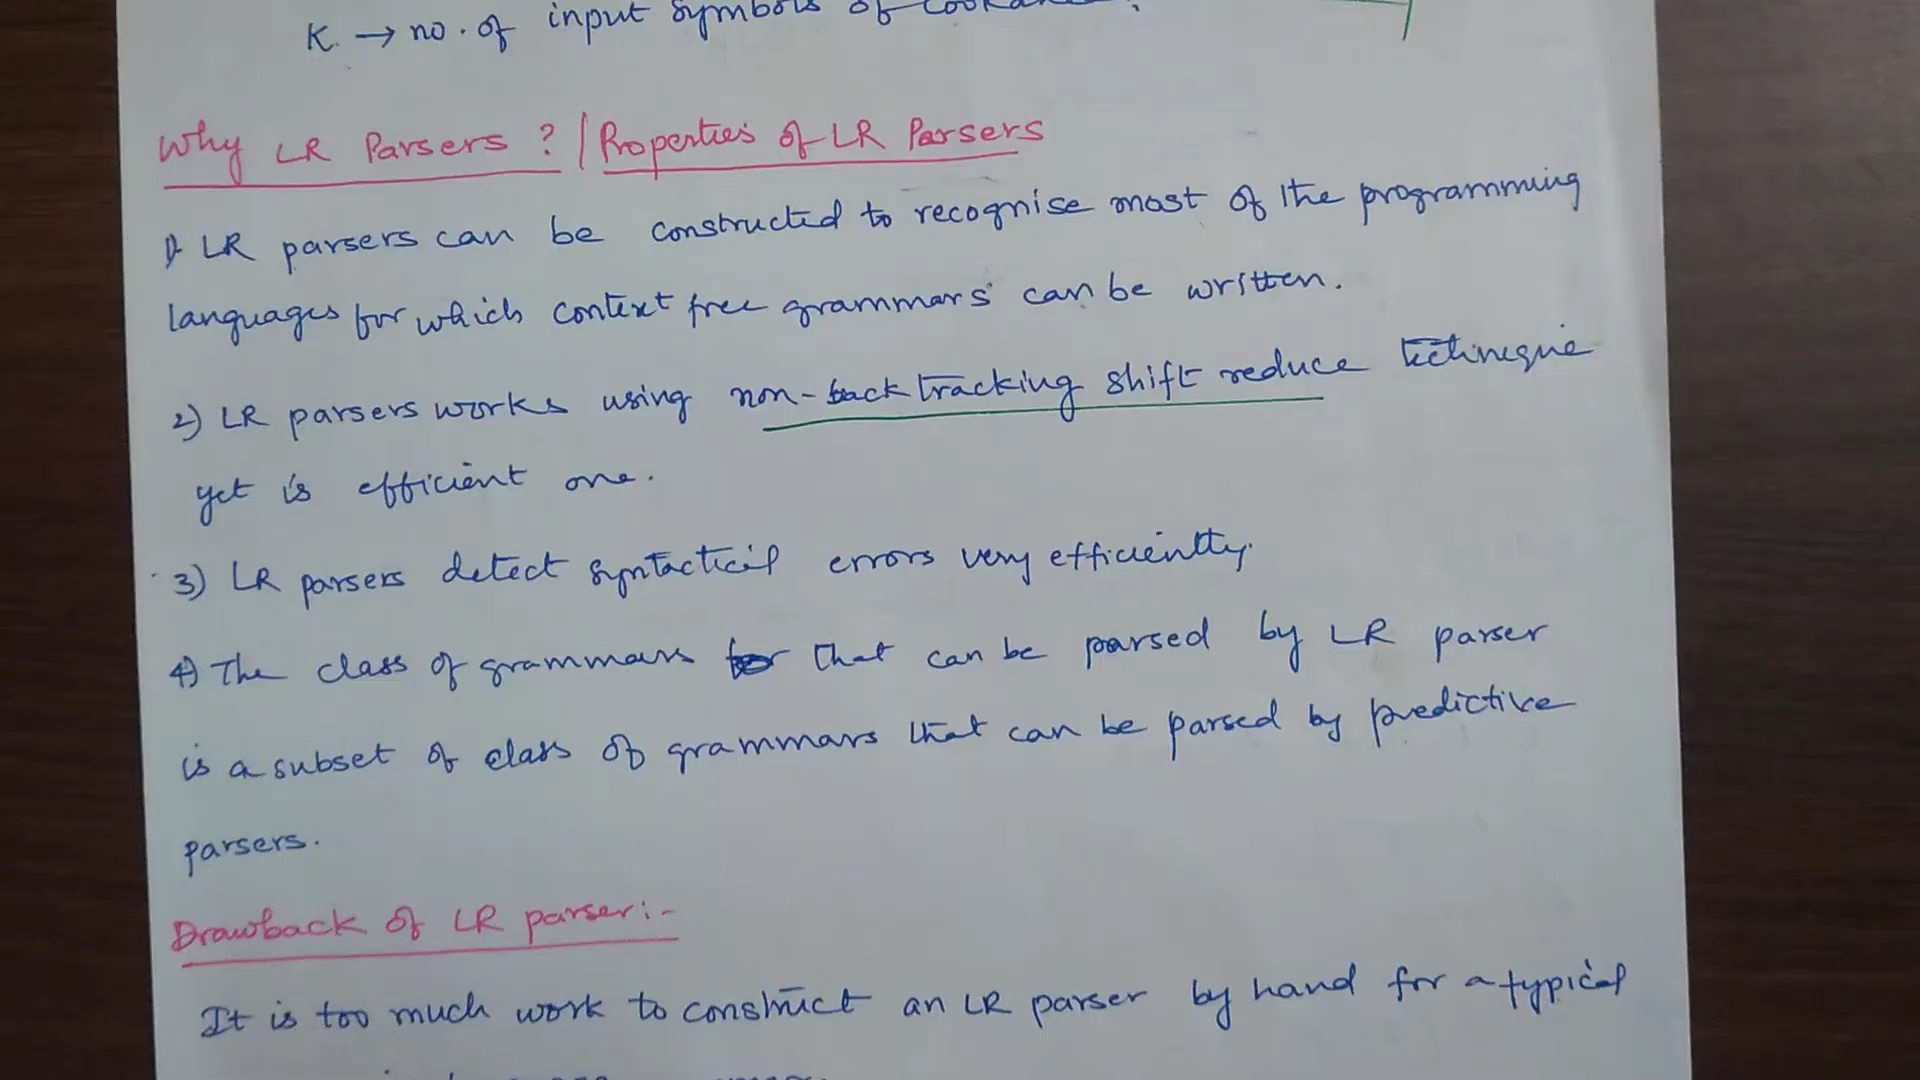 K. → no. of input symbols of
Why LR Parsers ? / Properties of LR Parsers
1) LR parsers can be constructed to recognise most of the programming
languages for which context free grammars can be written.
2) LR parsers works using non-backtracking shift reduce technique
yet is efficient one.
3) LR parsers detect syntactical errors very efficiently.
4) The class of grammars that can be parsed by LR parser
is a subset of class of grammars that can be parsed by predictive
parsers.
Drawback of LR parser:-
It is too much work to construct an LR parser by hand for a typical